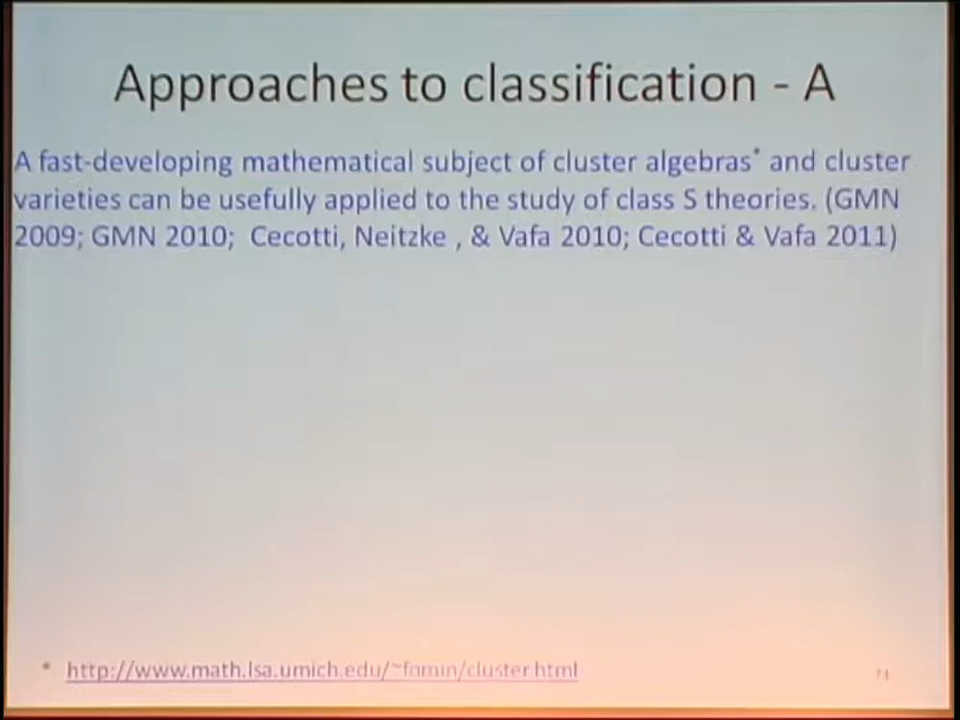 Approaches to classification - A
A fast-developing mathematical subject of cluster algebras* and cluster
varieties can be usefully applied to the study of class S theories. (GMN
2009; GMN 2010;  Cecotti, Neitzke , & Vafa 2010; Cecotti & Vafa 2011)
* http://www.math.lsa.umich.edu/~fomin/cluster.html